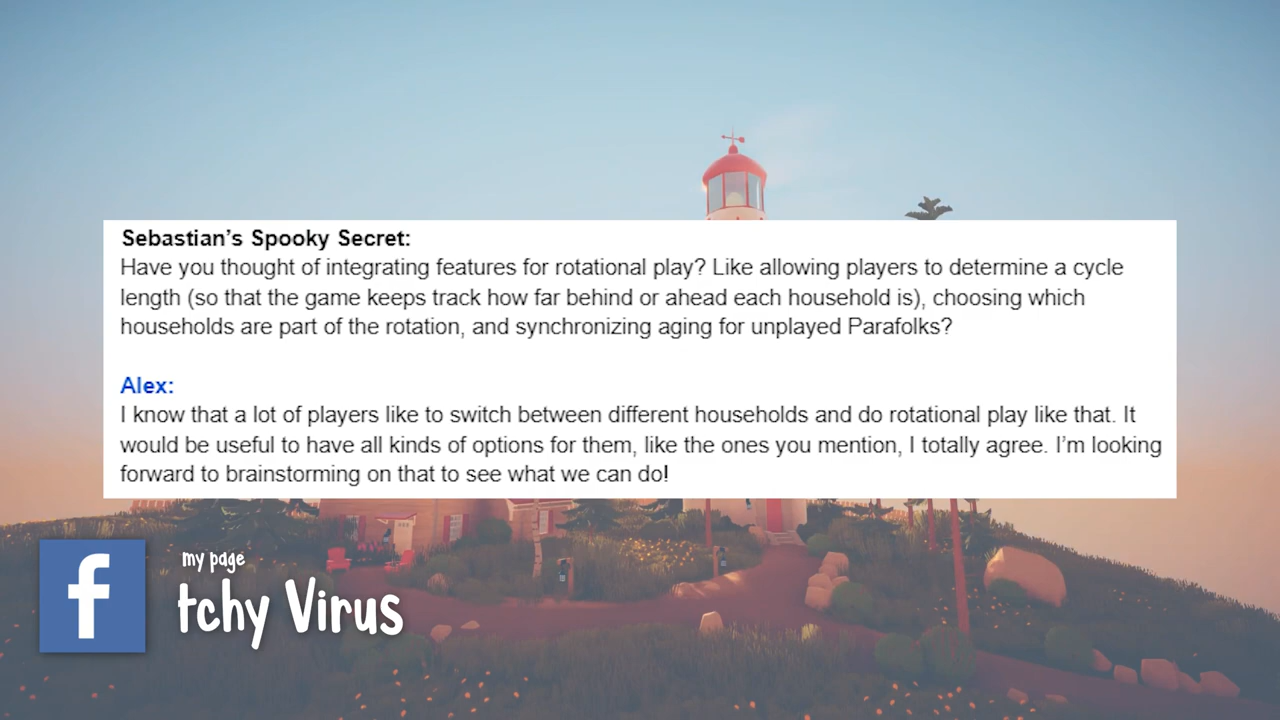 Sebastian’s Spooky Secret:
Have you thought of integrating features for rotational play? Like allowing players to determine a cycle
length (so that the game keeps track how far behind or ahead each household is), choosing which
households are part of the rotation, and synchronizing aging for unplayed Parafolks?
Alex:
I know that a lot of players like to switch between different households and do rotational play like that. It
would be useful to have all kinds of options for them, like the ones you mention, I totally agree. I’m looking
forward to brainstorming on that to see what we can do!
f
my page
tchy Virus